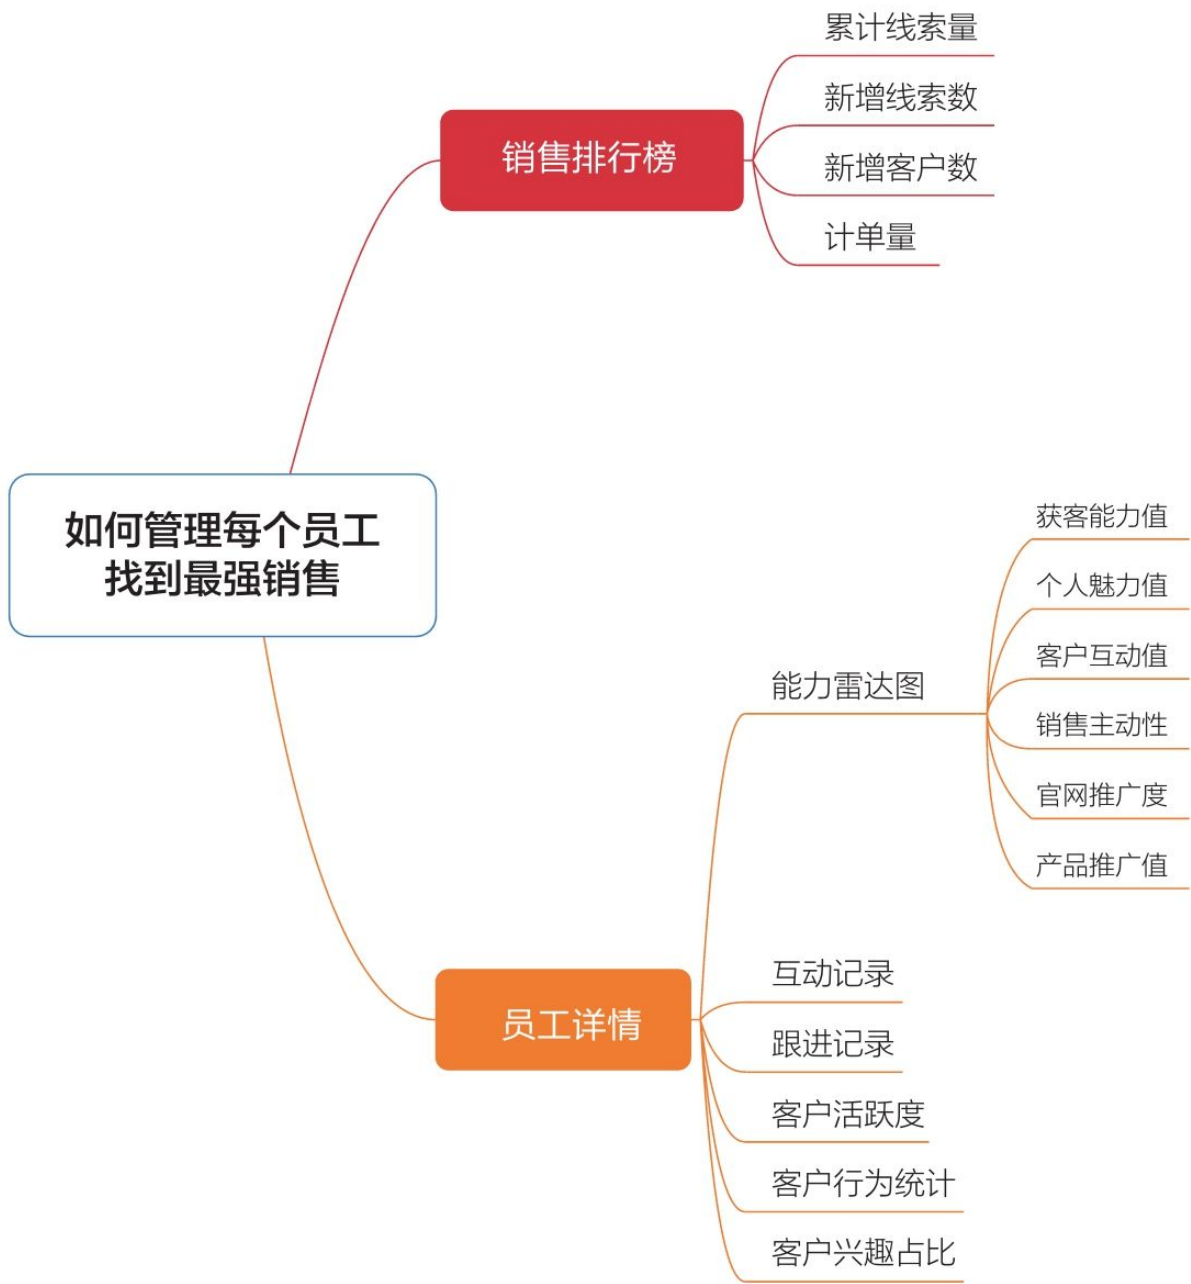 累计线索量
新增线索数
销售排行榜
新增客户数
计单量
如何管理每个员工
找到最强销售
获客能力值
个人魅力值
客户互动值
能力雷达图
销售主动性
官网推广度
产品推广值
互动记录
员工详情
跟进记录
客户活跃度
客户行为统计
客户兴趣占比